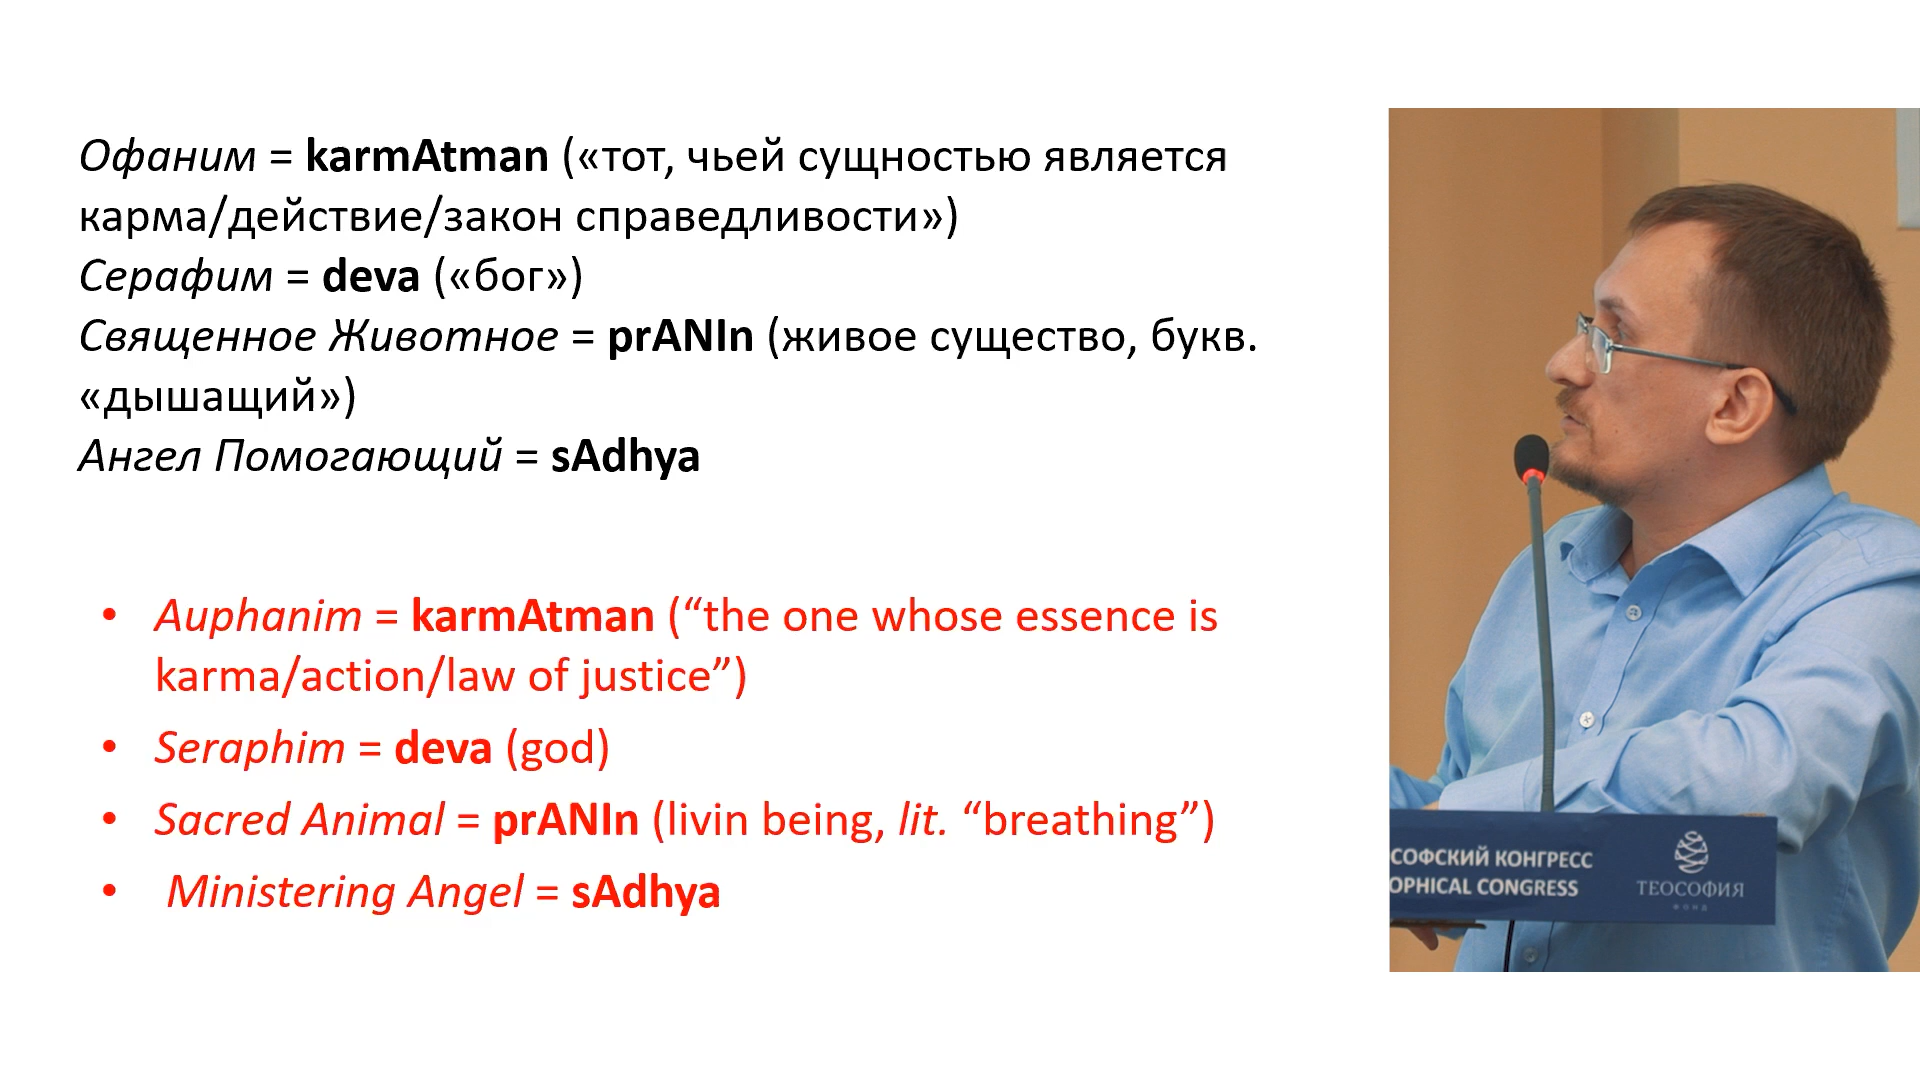 Офаним = karmAtman («тот, чьей сущностью является
карма/действие/закон справедливости»)
Серафим = deva («бог»)
Священное Животное = prANIn (живое существо, букв.
«дышащий»)
Ангел Помогающий = sAdhya
• Auphanim = karmAtman (“the one whose essence is
karma/action/law of justice”)
• Seraphim = deva (god)
• Sacred Animal = prANIn (livin being, lit. “breathing”)
• Ministering Angel = sAdhya
СОФСКИЙ КОНГРЕСС
OPHICAL CONGRESS
ТЕОСОФИЯ
ФОНД